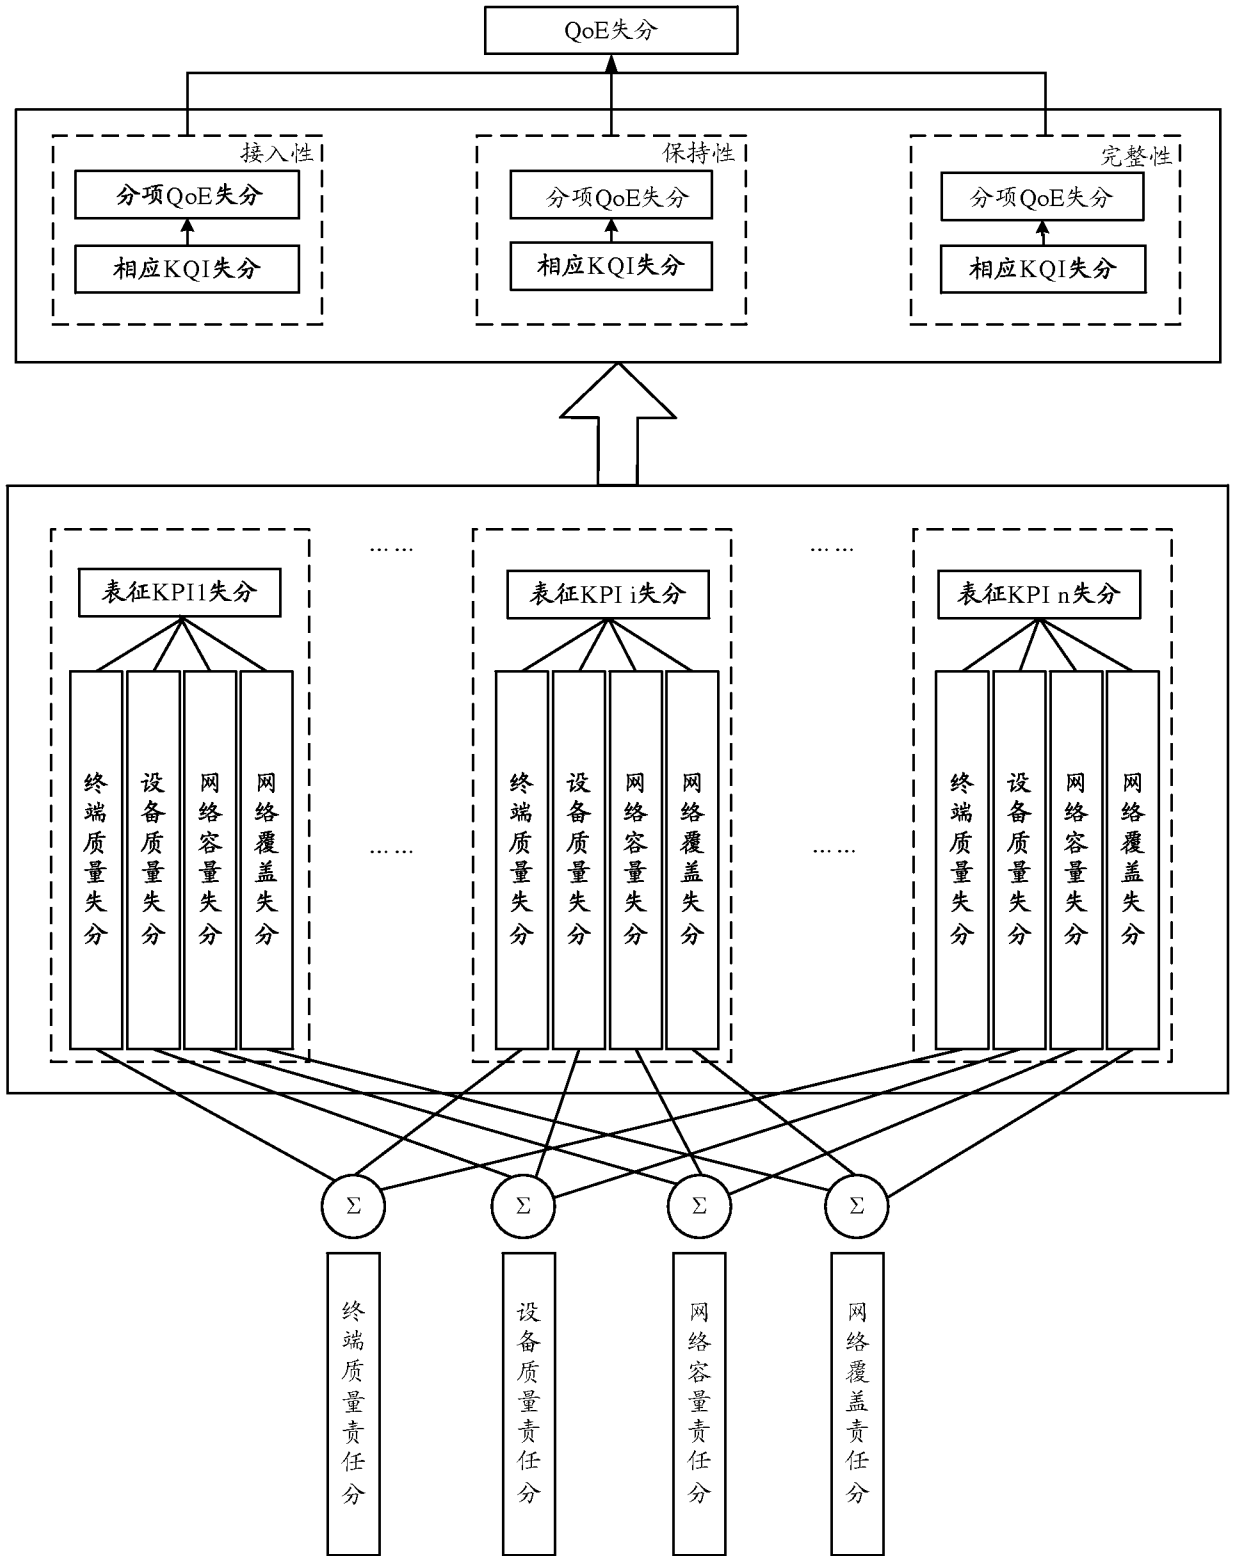 QoE失分
接入性
分项QoE失分
相应KQI失分
保持性
分项QoE失分
相应KQI失分
完整性
分项QoE失分
相应KQI失分
表征KPI1失分
……
表征KPI i失分
……
表征KPI n失分
终端质量失分
设备质量失分
网络容量失分
网络覆盖失分
……
终端质量失分
设备质量失分
网络容量失分
网络覆盖失分
……
终端质量失分
设备质量失分
网络容量失分
网络覆盖失分
Σ
Σ
Σ
Σ
终端质量责任分
设备质量责任分
网络容量责任分
网络覆盖责任分